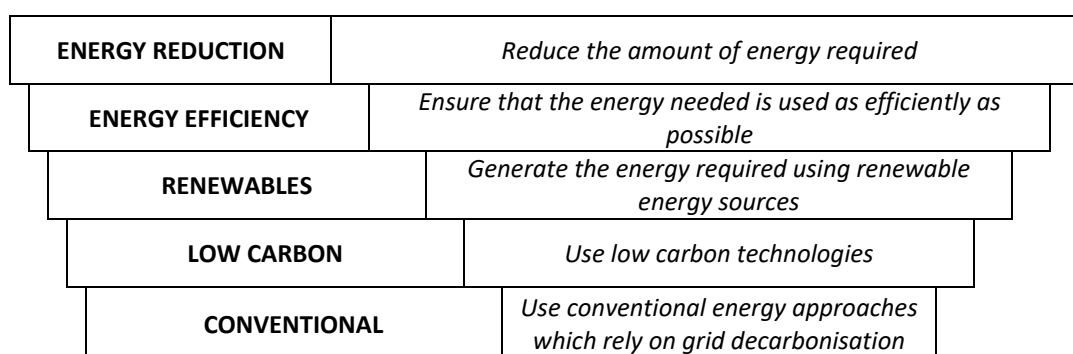 ENERGY REDUCTION
Reduce the amount of energy required
ENERGY EFFICIENCY
Ensure that the energy needed is used as efficiently as
possible
RENEWABLES
Generate the energy required using renewable
energy sources
LOW CARBON
Use low carbon technologies
CONVENTIONAL
Use conventional energy approaches
which rely on grid decarbonisation